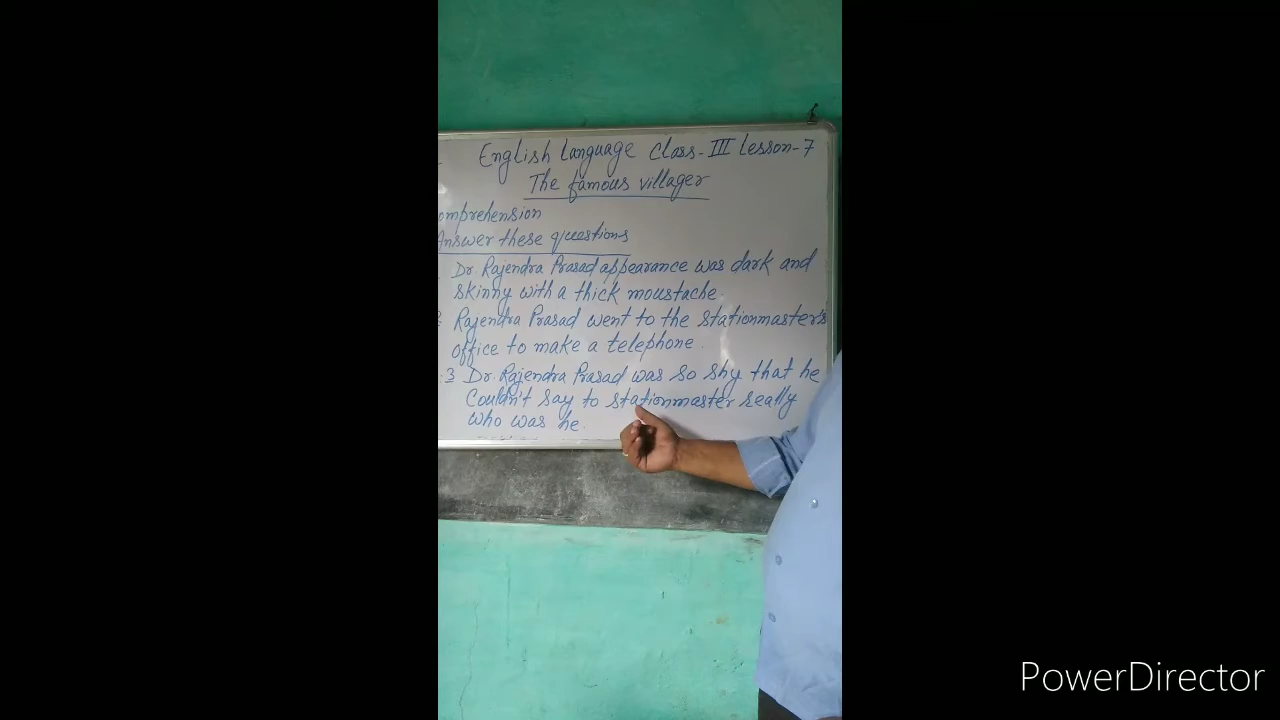 English Language Class-III Lesson-7
The famous villager
omprehension
Answer these questions
Dr. Rajendra Prasad appearance was dark and
skinny with a thick moustache.
Rajendra Prasad went to the stationmaster's
office to make a telephone.
3 Dr. Rajendra Prasad was so shy that he
couldn't say to stationmaster really
who was he.
PowerDirector